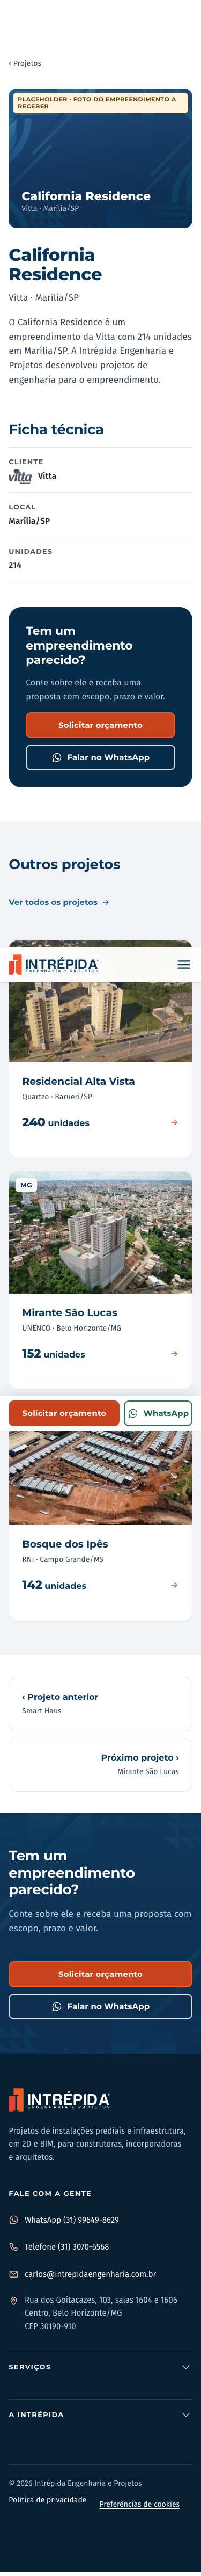 ‹ Projetos
PLACEHOLDER · FOTO DO EMPREENDIMENTO A
RECEBER
California Residence
Vitta · Marília/SP
California
Residence
Vitta · Marília/SP
O California Residence é um
empreendimento da Vitta com 214 unidades
em Marília/SP. A Intrépida Engenharia e
Projetos desenvolveu projetos de
engenharia para o empreendimento.
Ficha técnica
CLIENTE
vitta Vitta
LOCAL
Marília/SP
UNIDADES
214
Tem um
empreendimento
parecido?
Conte sobre ele e receba uma
proposta com escopo, prazo e valor.
Solicitar orçamento
Falar no WhatsApp
Outros projetos
Ver todos os projetos →
INTRÉPIDA
ENGENHARIA E PROJETOS
Residencial Alta Vista
Quartzo · Barueri/SP
240 unidades →
MG
Mirante São Lucas
UNENCO · Belo Horizonte/MG
152 unidades →
Solicitar orçamento
WhatsApp
Bosque dos Ipês
RNI · Campo Grande/MS
142 unidades →
‹ Projeto anterior
Smart Haus
Próximo projeto ›
Mirante São Lucas
Tem um
empreendimento
parecido?
Conte sobre ele e receba uma proposta com
escopo, prazo e valor.
Solicitar orçamento
Falar no WhatsApp
INTRÉPIDA
ENGENHARIA E PROJETOS
Projetos de instalações prediais e infraestrutura,
em 2D e BIM, para construtoras, incorporadoras
e arquitetos.
FALE COM A GENTE
WhatsApp (31) 99649-8629
Telefone (31) 3070-6568
carlos@intrepidaengenharia.com.br
Rua dos Goitacazes, 103, salas 1604 e 1606
Centro, Belo Horizonte/MG
CEP 30190-910
SERVIÇOS
A INTRÉPIDA
© 2026 Intrépida Engenharia e Projetos
Política de privacidade
Preferências de cookies